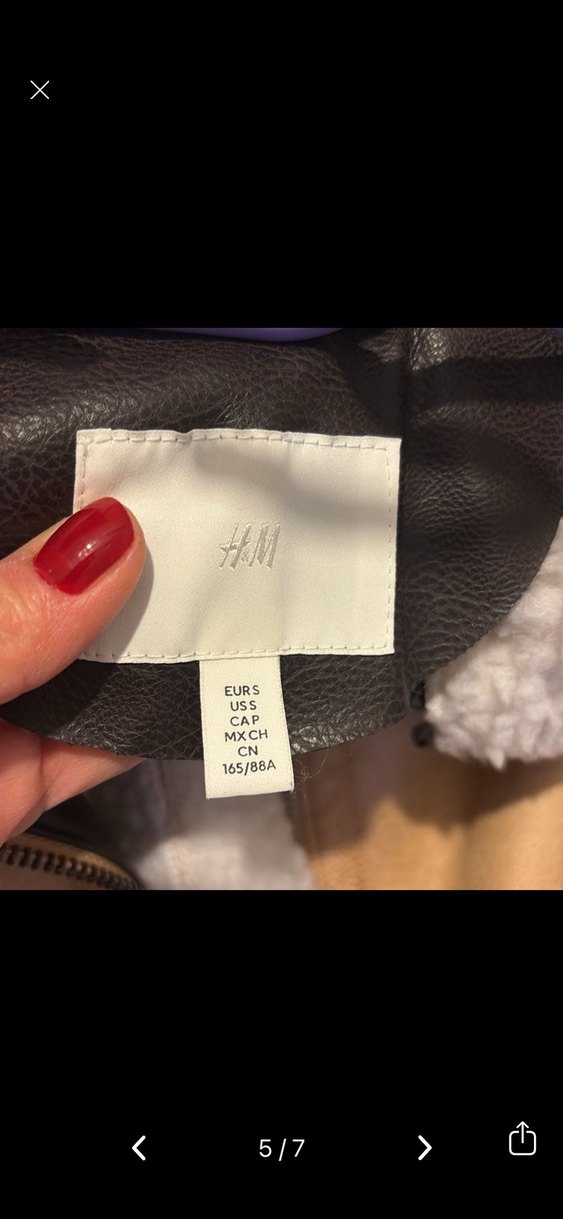 H&M
EUR S
US S
CA P
MX CH
CN
165/88A
5/7